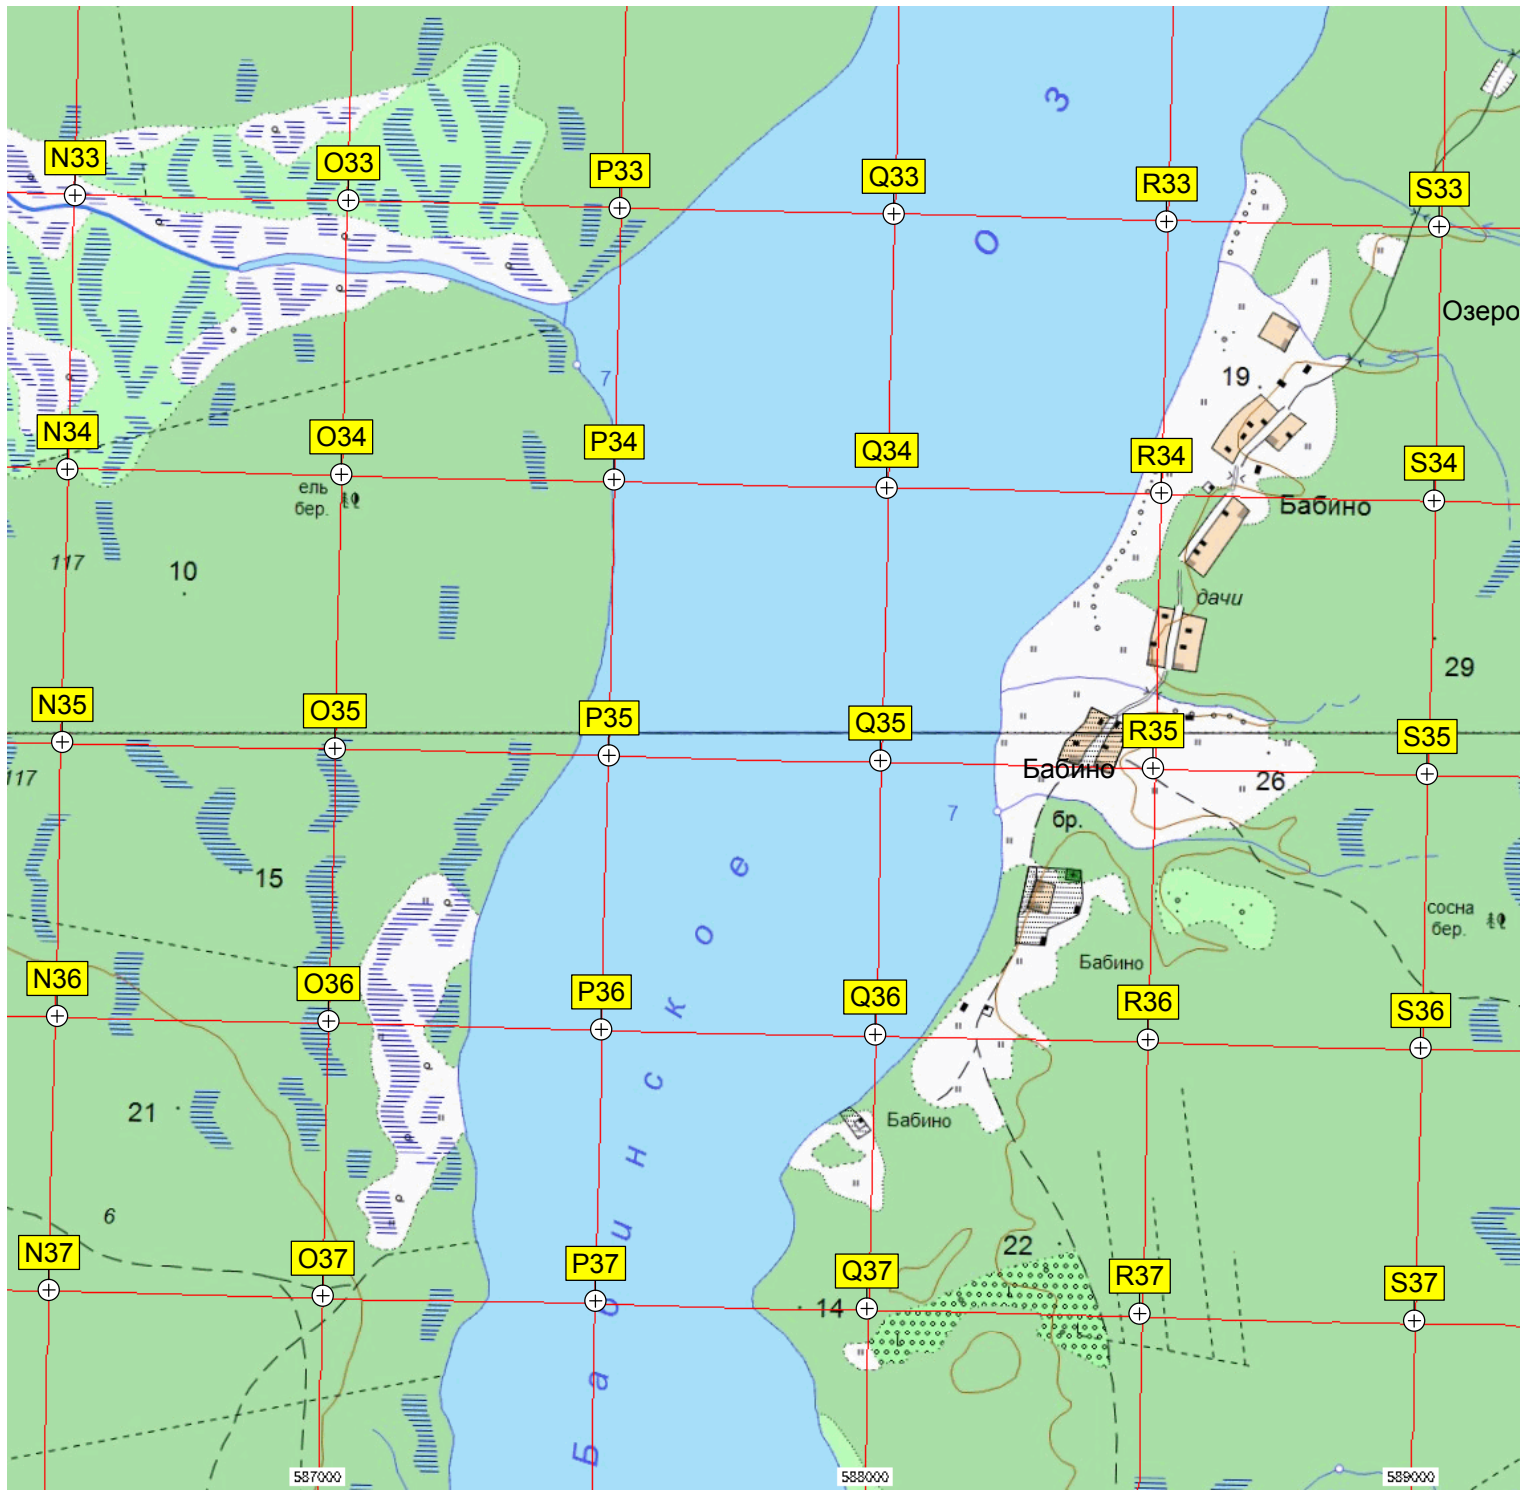 З
N33
O33
P33
Q33
R33
S33
О
Озеро
7
19
N34
O34
P34
Q34
R34
S34
ель
бер.
Бабино
117
10
дачи
29
N35
O35
P35
Q35
R35
S35
117
Бабино
26
7
бр.
15
е
о
к
с
н
и
б
а
Б
сосна
бер.
Бабино
N36
O36
P36
Q36
R36
S36
21
Бабино
6
22
N37
O37
P37
Q37
R37
S37
14
587000
588000
589000